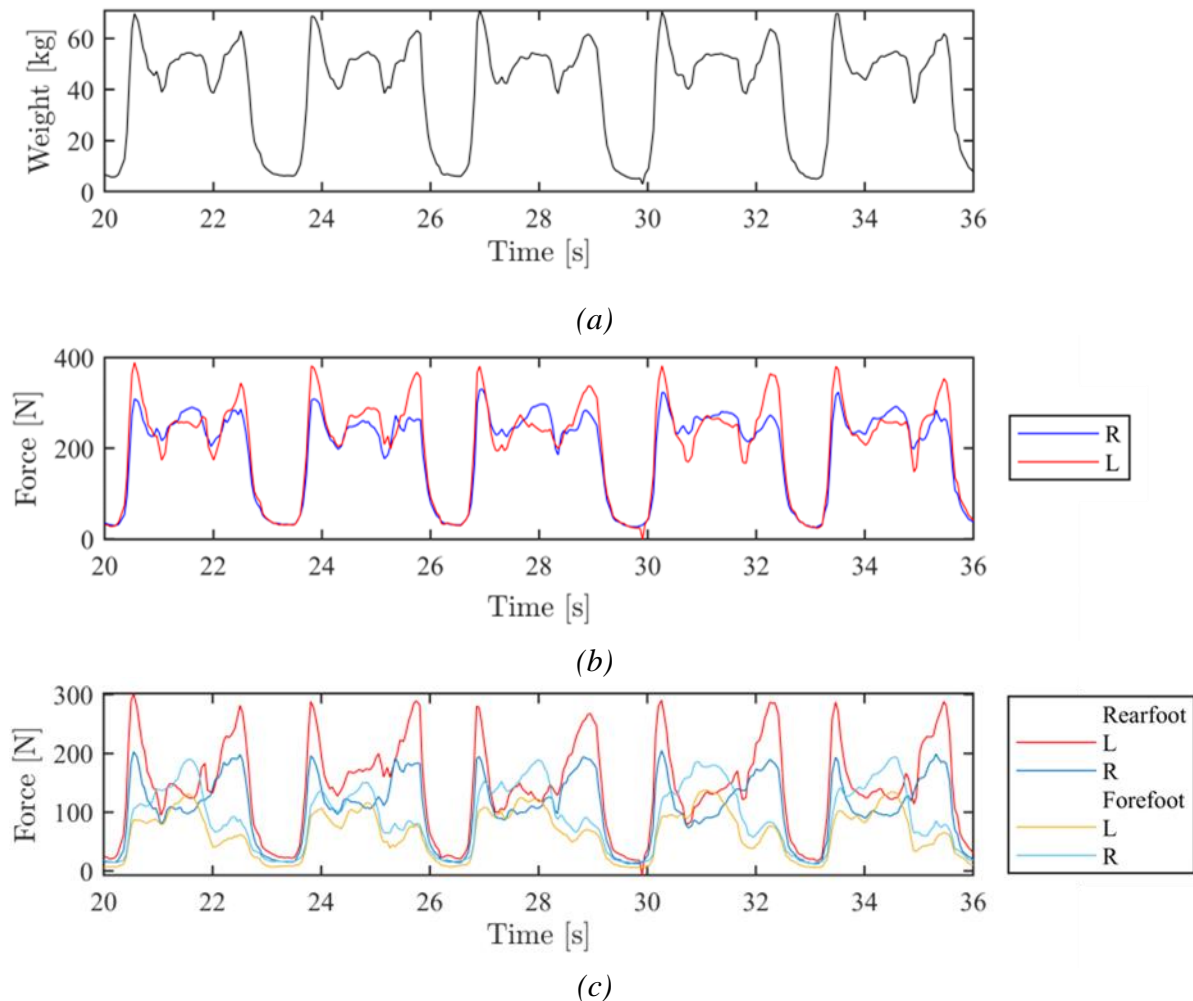 60
40
20
0
Weight [kg]
20 22 24 26 28 30 32 34 36
Time [s]
(a)
400
200
0
Force [N]
R
L
20 22 24 26 28 30 32 34 36
Time [s]
(b)
300
200
100
0
Force [N]
Rearfoot
L
R
Forefoot
L
R
20 22 24 26 28 30 32 34 36
Time [s]
(c)